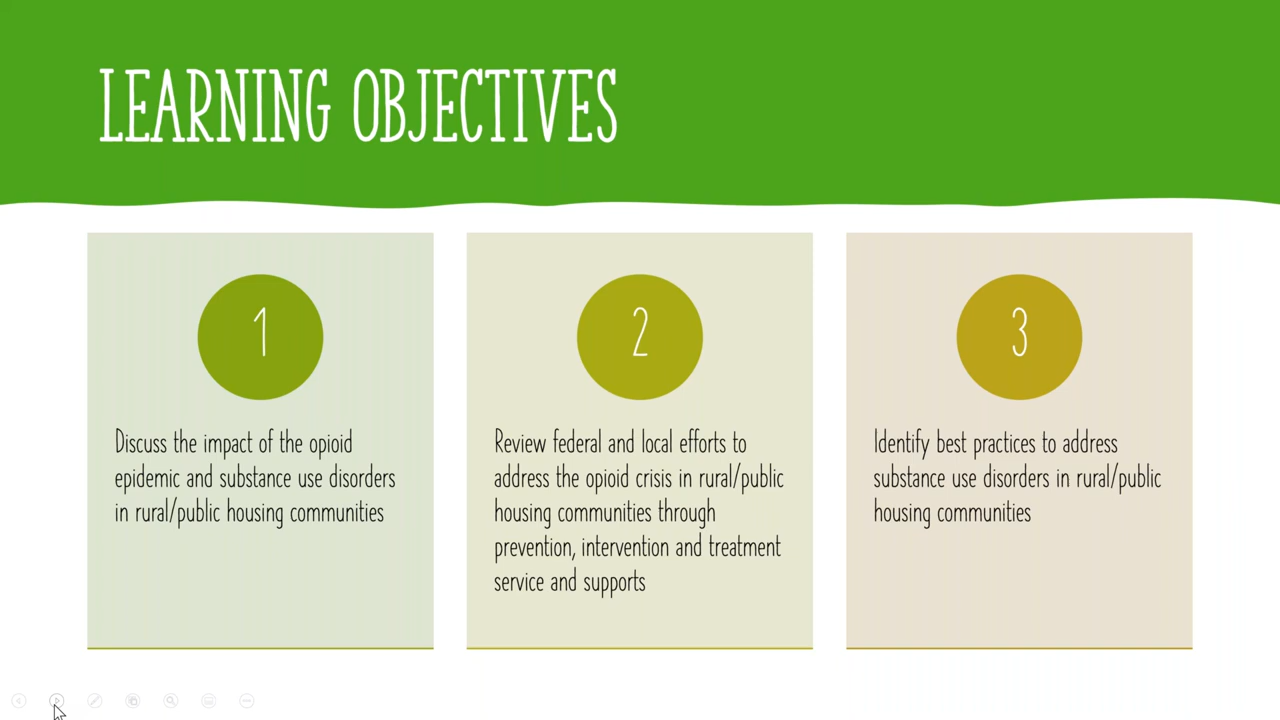 LEARNING OBJECTIVES
1
Discuss the impact of the opioid
epidemic and substance use disorders
in rural/public housing communities
2
Review federal and local efforts to
address the opioid crisis in rural/public
housing communities through
prevention, intervention and treatment
service and supports
3
Identify best practices to address
substance use disorders in rural/public
housing communities